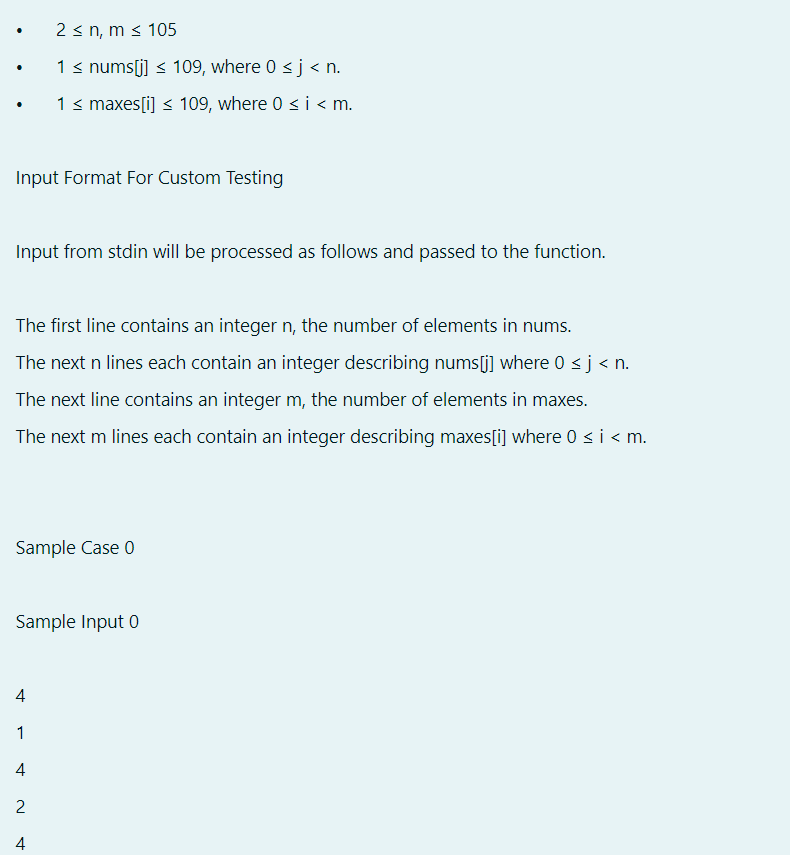 • 2 ≤ n, m ≤ 105
• 1 ≤ nums[j] ≤ 109, where 0 ≤ j < n.
• 1 ≤ maxes[i] ≤ 109, where 0 ≤ i < m.
Input Format For Custom Testing
Input from stdin will be processed as follows and passed to the function.
The first line contains an integer n, the number of elements in nums.
The next n lines each contain an integer describing nums[j] where 0 ≤ j < n.
The next line contains an integer m, the number of elements in maxes.
The next m lines each contain an integer describing maxes[i] where 0 ≤ i < m.
Sample Case 0
Sample Input 0
4
1
4
2
4